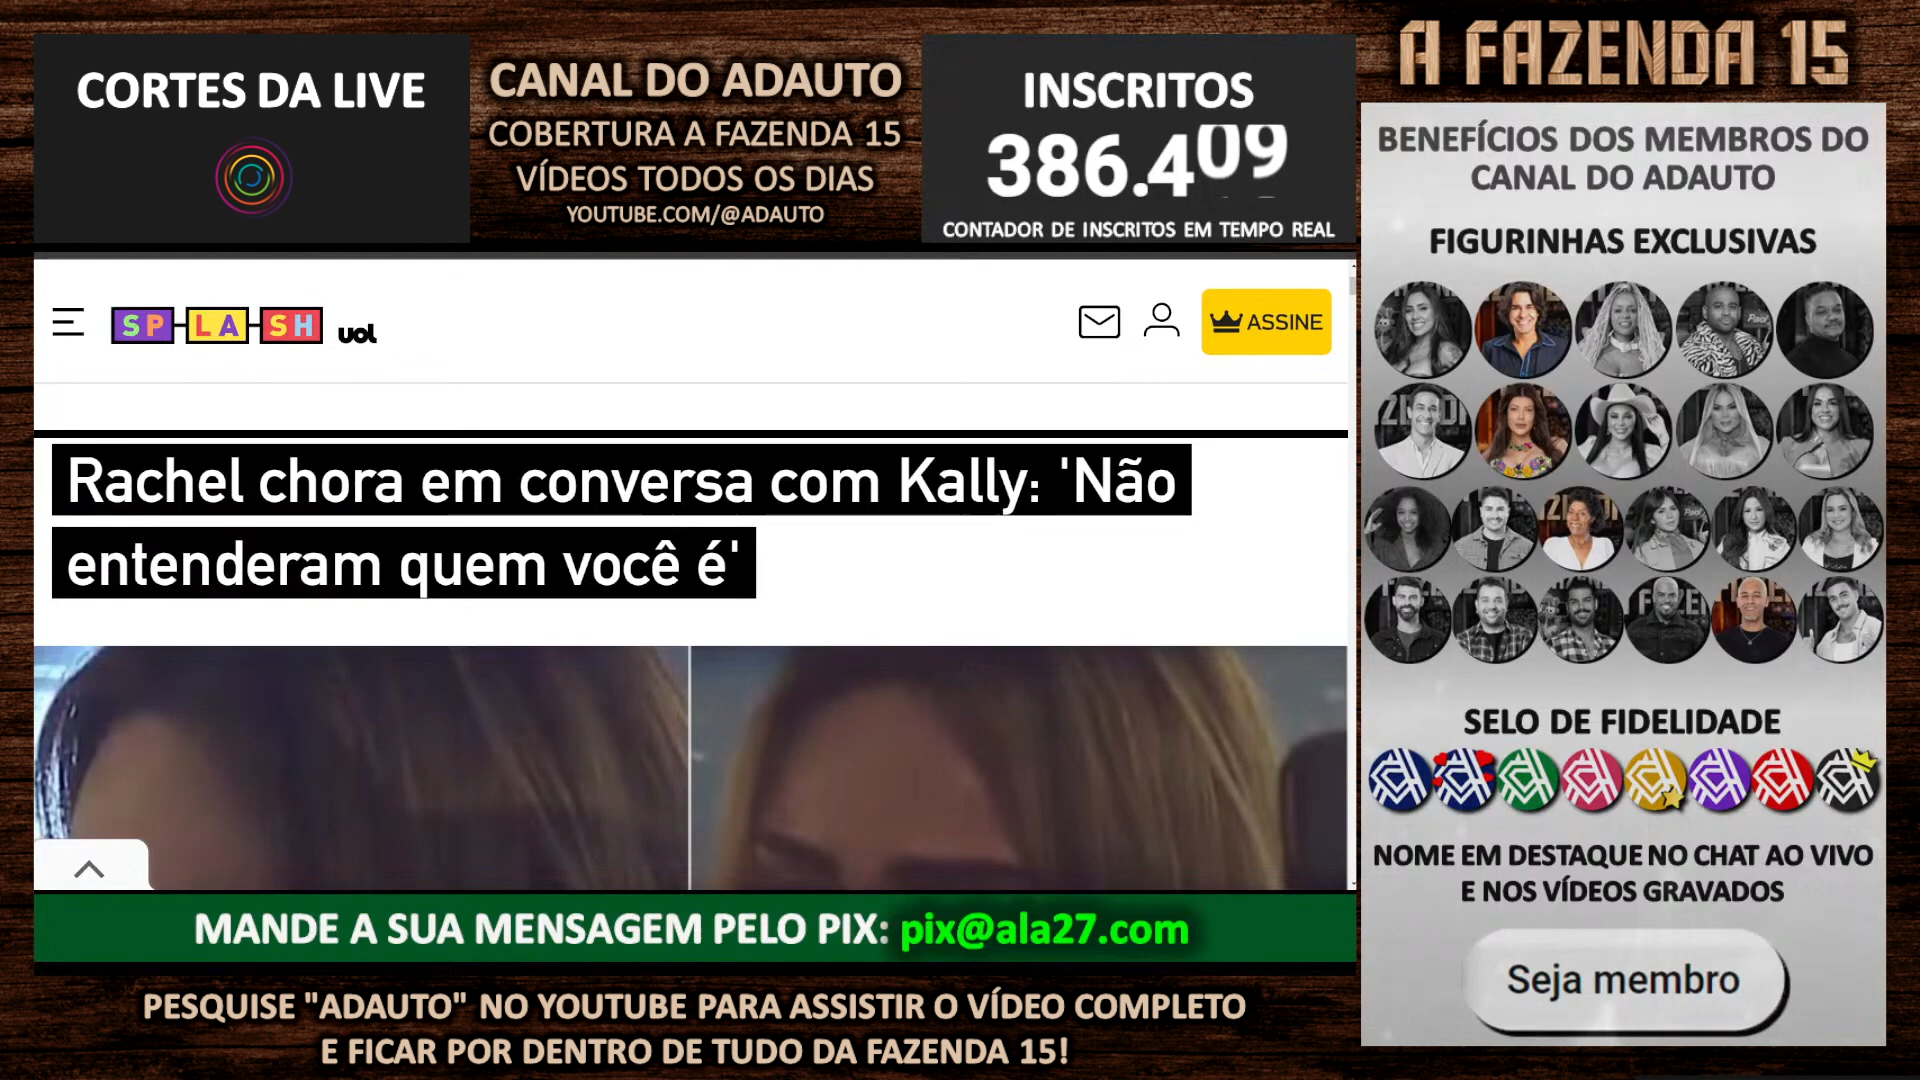 CORTES DA LIVE
CANAL DO ADAUTO
COBERTURA A FAZENDA 15
VÍDEOS TODOS OS DIAS
YOUTUBE.COM/@ADAUTO
INSCRITOS
386.409
CONTADOR DE INSCRITOS EM TEMPO REAL
A FAZENDA 15
SPLASH uol
ASSINE
Rachel chora em conversa com Kally: 'Não
entenderam quem você é'
MANDE A SUA MENSAGEM PELO PIX: pix@ala27.com
PESQUISE "ADAUTO" NO YOUTUBE PARA ASSISTIR O VÍDEO COMPLETO
E FICAR POR DENTRO DE TUDO DA FAZENDA 15!
BENEFÍCIOS DOS MEMBROS DO
CANAL DO ADAUTO
FIGURINHAS EXCLUSIVAS
SELO DE FIDELIDADE
NOME EM DESTAQUE NO CHAT AO VIVO
E NOS VÍDEOS GRAVADOS
Seja membro